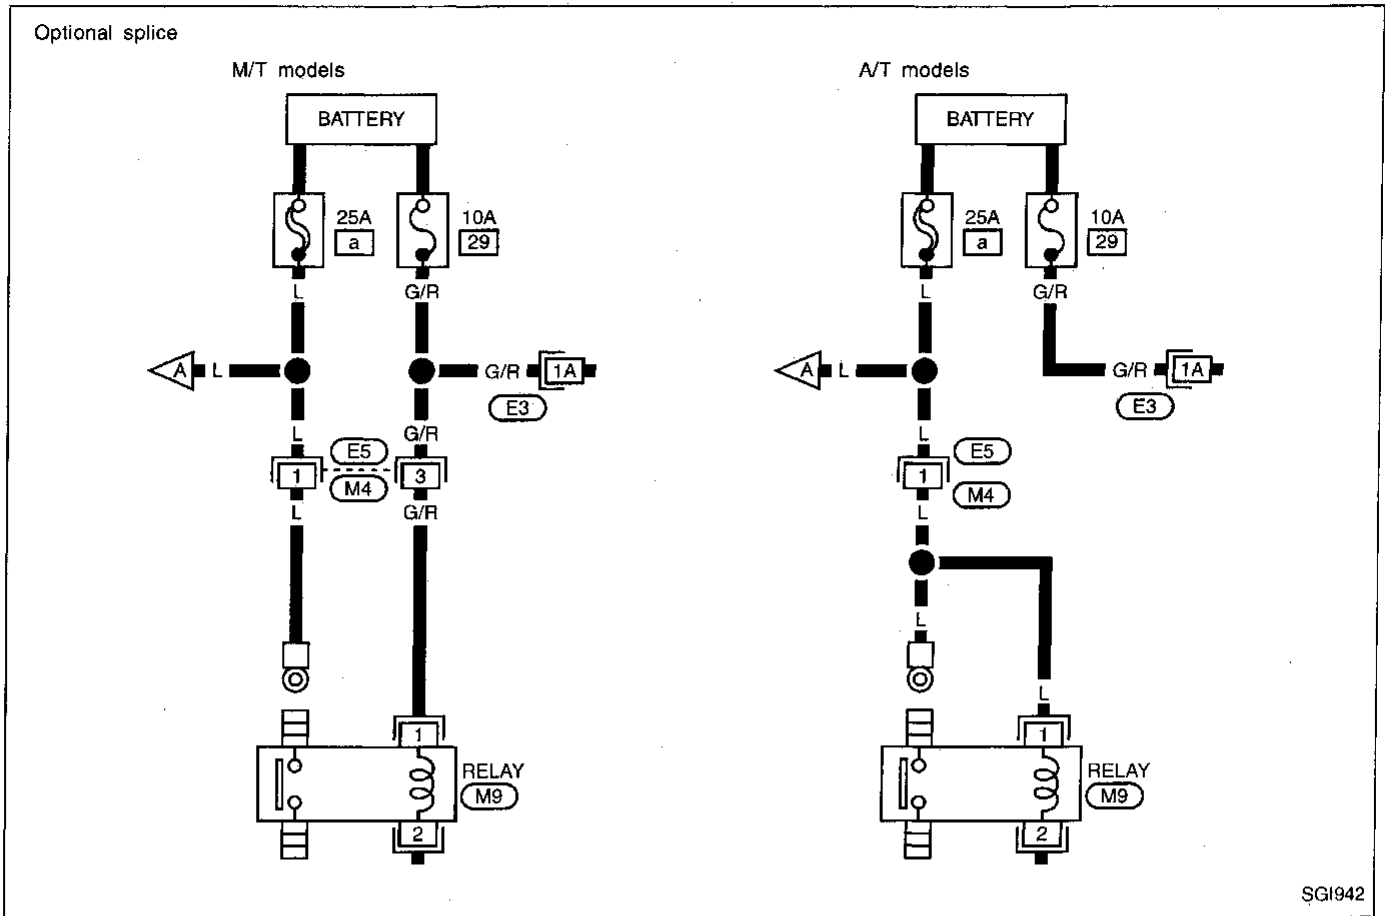 Optional splice
M/T models
BATTERY
25A
a
10A
29
L
G/R
A
L
G/R
1A
E3
L
G/R
E5
1
3
M4
L
G/R
1
RELAY
M9
2
A/T models
BATTERY
25A
a
10A
29
L
G/R
A
L
G/R
1A
E3
L
E5
1
M4
L
L
L
1
RELAY
M9
2
SGI942